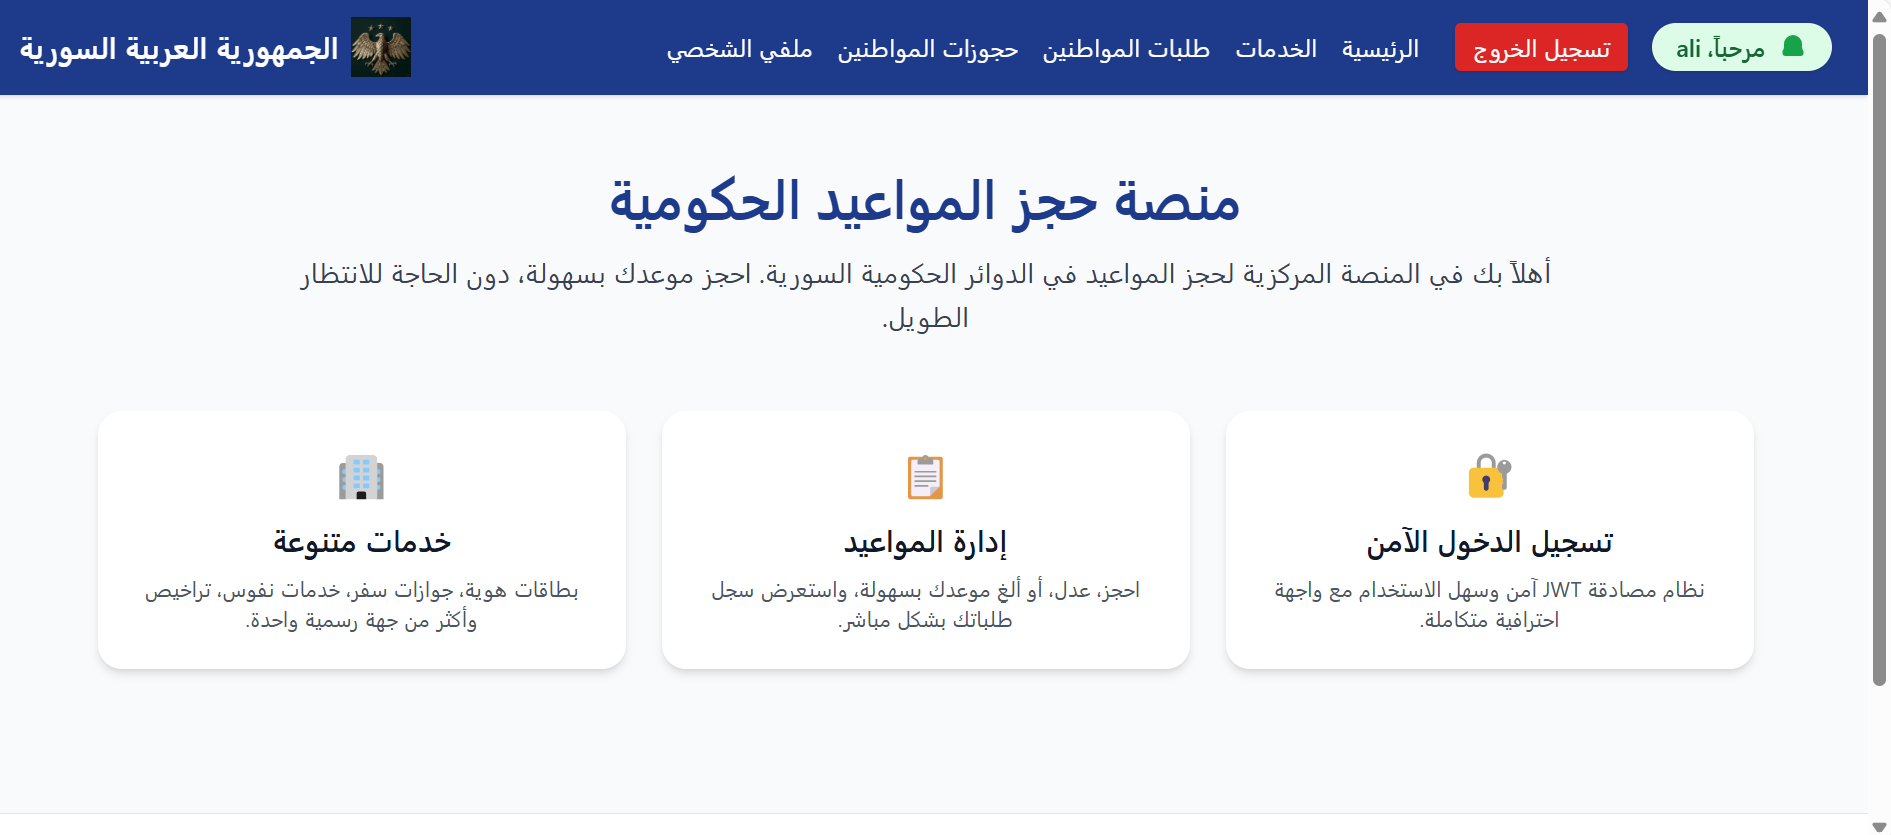 مرحباً، ali
تسجيل الخروج
الرئيسية
الخدمات
طلبات المواطنين
حجوزات المواطنين
ملفي الشخصي
الجمهورية العربية السورية
منصة حجز المواعيد الحكومية
أهلاً بك في المنصة المركزية لحجز المواعيد في الدوائر الحكومية السورية. احجز موعدك بسهولة، دون الحاجة للانتظار
الطويل.
تسجيل الدخول الآمن
نظام مصادقة JWT آمن وسهل الاستخدام مع واجهة
احترافية متكاملة.
إدارة المواعيد
احجز، عدل، أو ألغِ موعدك بسهولة، واستعرض سجل
طلباتك بشكل مباشر.
خدمات متنوعة
بطاقات هوية، جوازات سفر، خدمات نفوس، تراخيص
وأكثر من جهة رسمية واحدة.